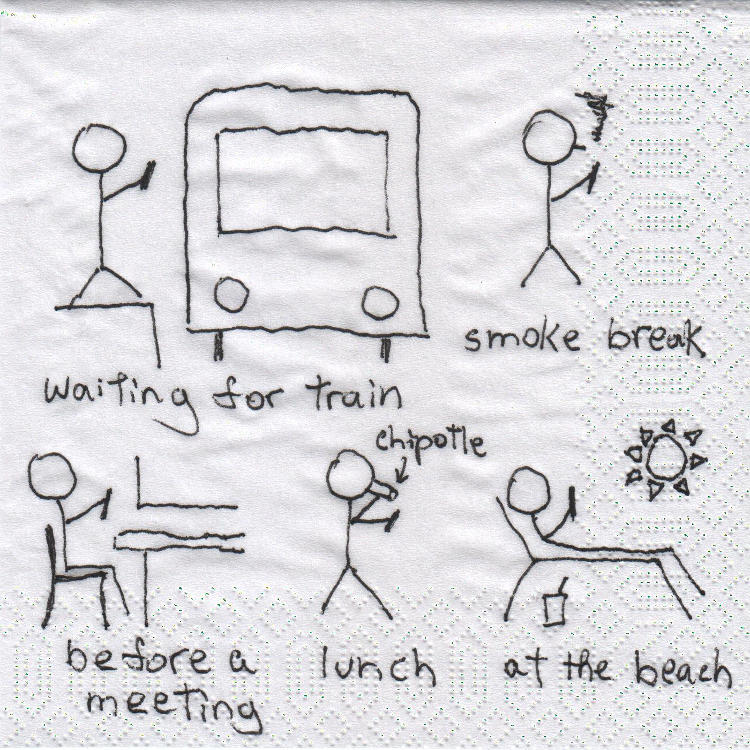 smoke break
waiting for train
chipotle
before a
meeting
lunch
at the beach